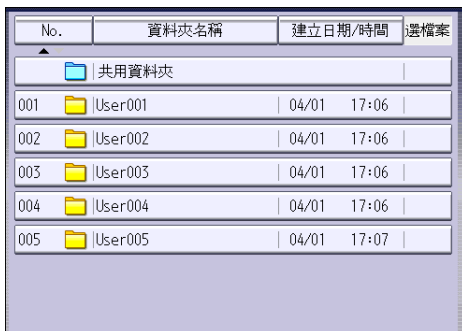 No. 資料夾名稱 建立日期/時間 選檔案
共用資料夾
001 User001 04/01 17:06
002 User002 04/01 17:06
003 User003 04/01 17:06
004 User004 04/01 17:06
005 User005 04/01 17:07